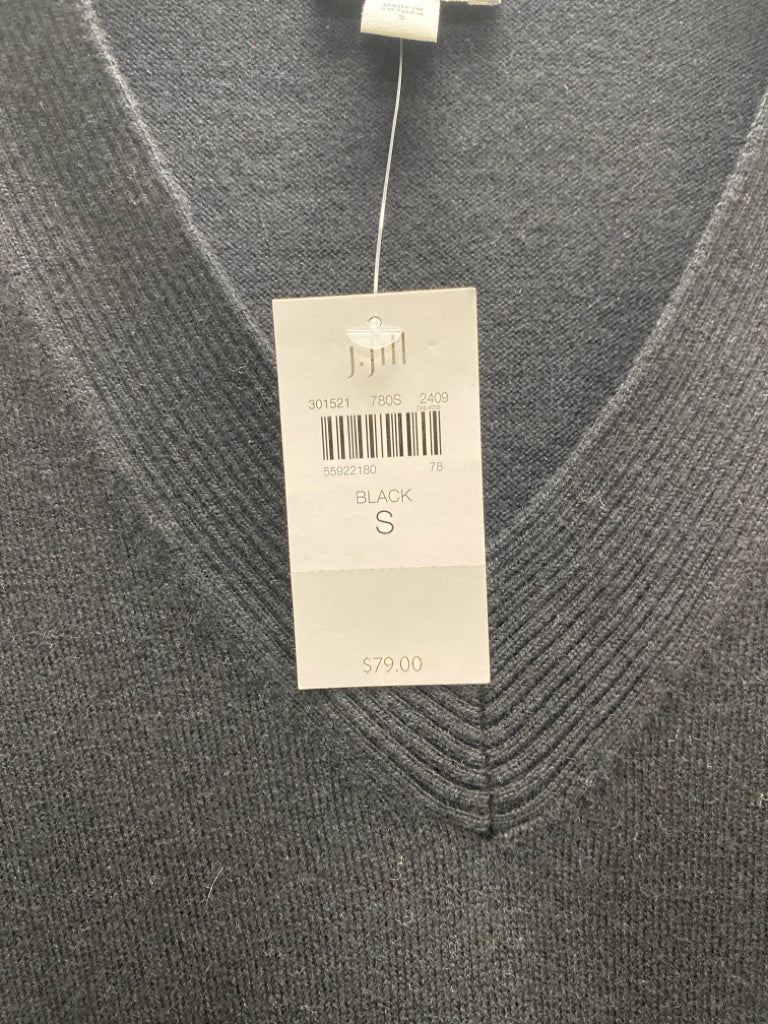 S
J.Jill
301521 780S 2409
55922180 78
BLACK
S
$79.00